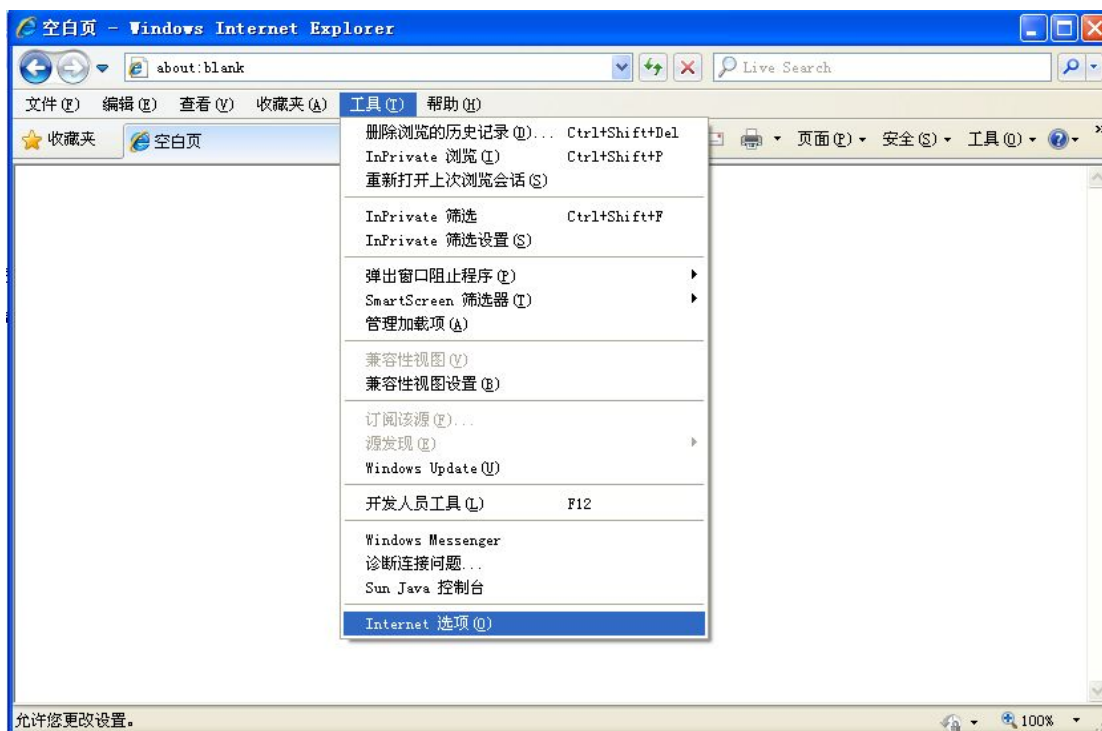 空白页 - Windows Internet Explorer
about:blank
Live Search
文件(F) 编辑(E) 查看(V) 收藏夹(A) 工具(T) 帮助(H)
收藏夹 空白页 页面(P) 安全(S) 工具(O)
删除浏览的历史记录(D)... Ctrl+Shift+Del
InPrivate 浏览(I) Ctrl+Shift+P
重新打开上次浏览会话(S)
InPrivate 筛选 Ctrl+Shift+F
InPrivate 筛选设置(S)
弹出窗口阻止程序(P)
SmartScreen 筛选器(T)
管理加载项(A)
兼容性视图(V)
兼容性视图设置(B)
订阅该源(F)...
源发现(E)
Windows Update(U)
开发人员工具(L) F12
Windows Messenger
诊断连接问题...
Sun Java 控制台
Internet 选项(O)
允许您更改设置。 100%